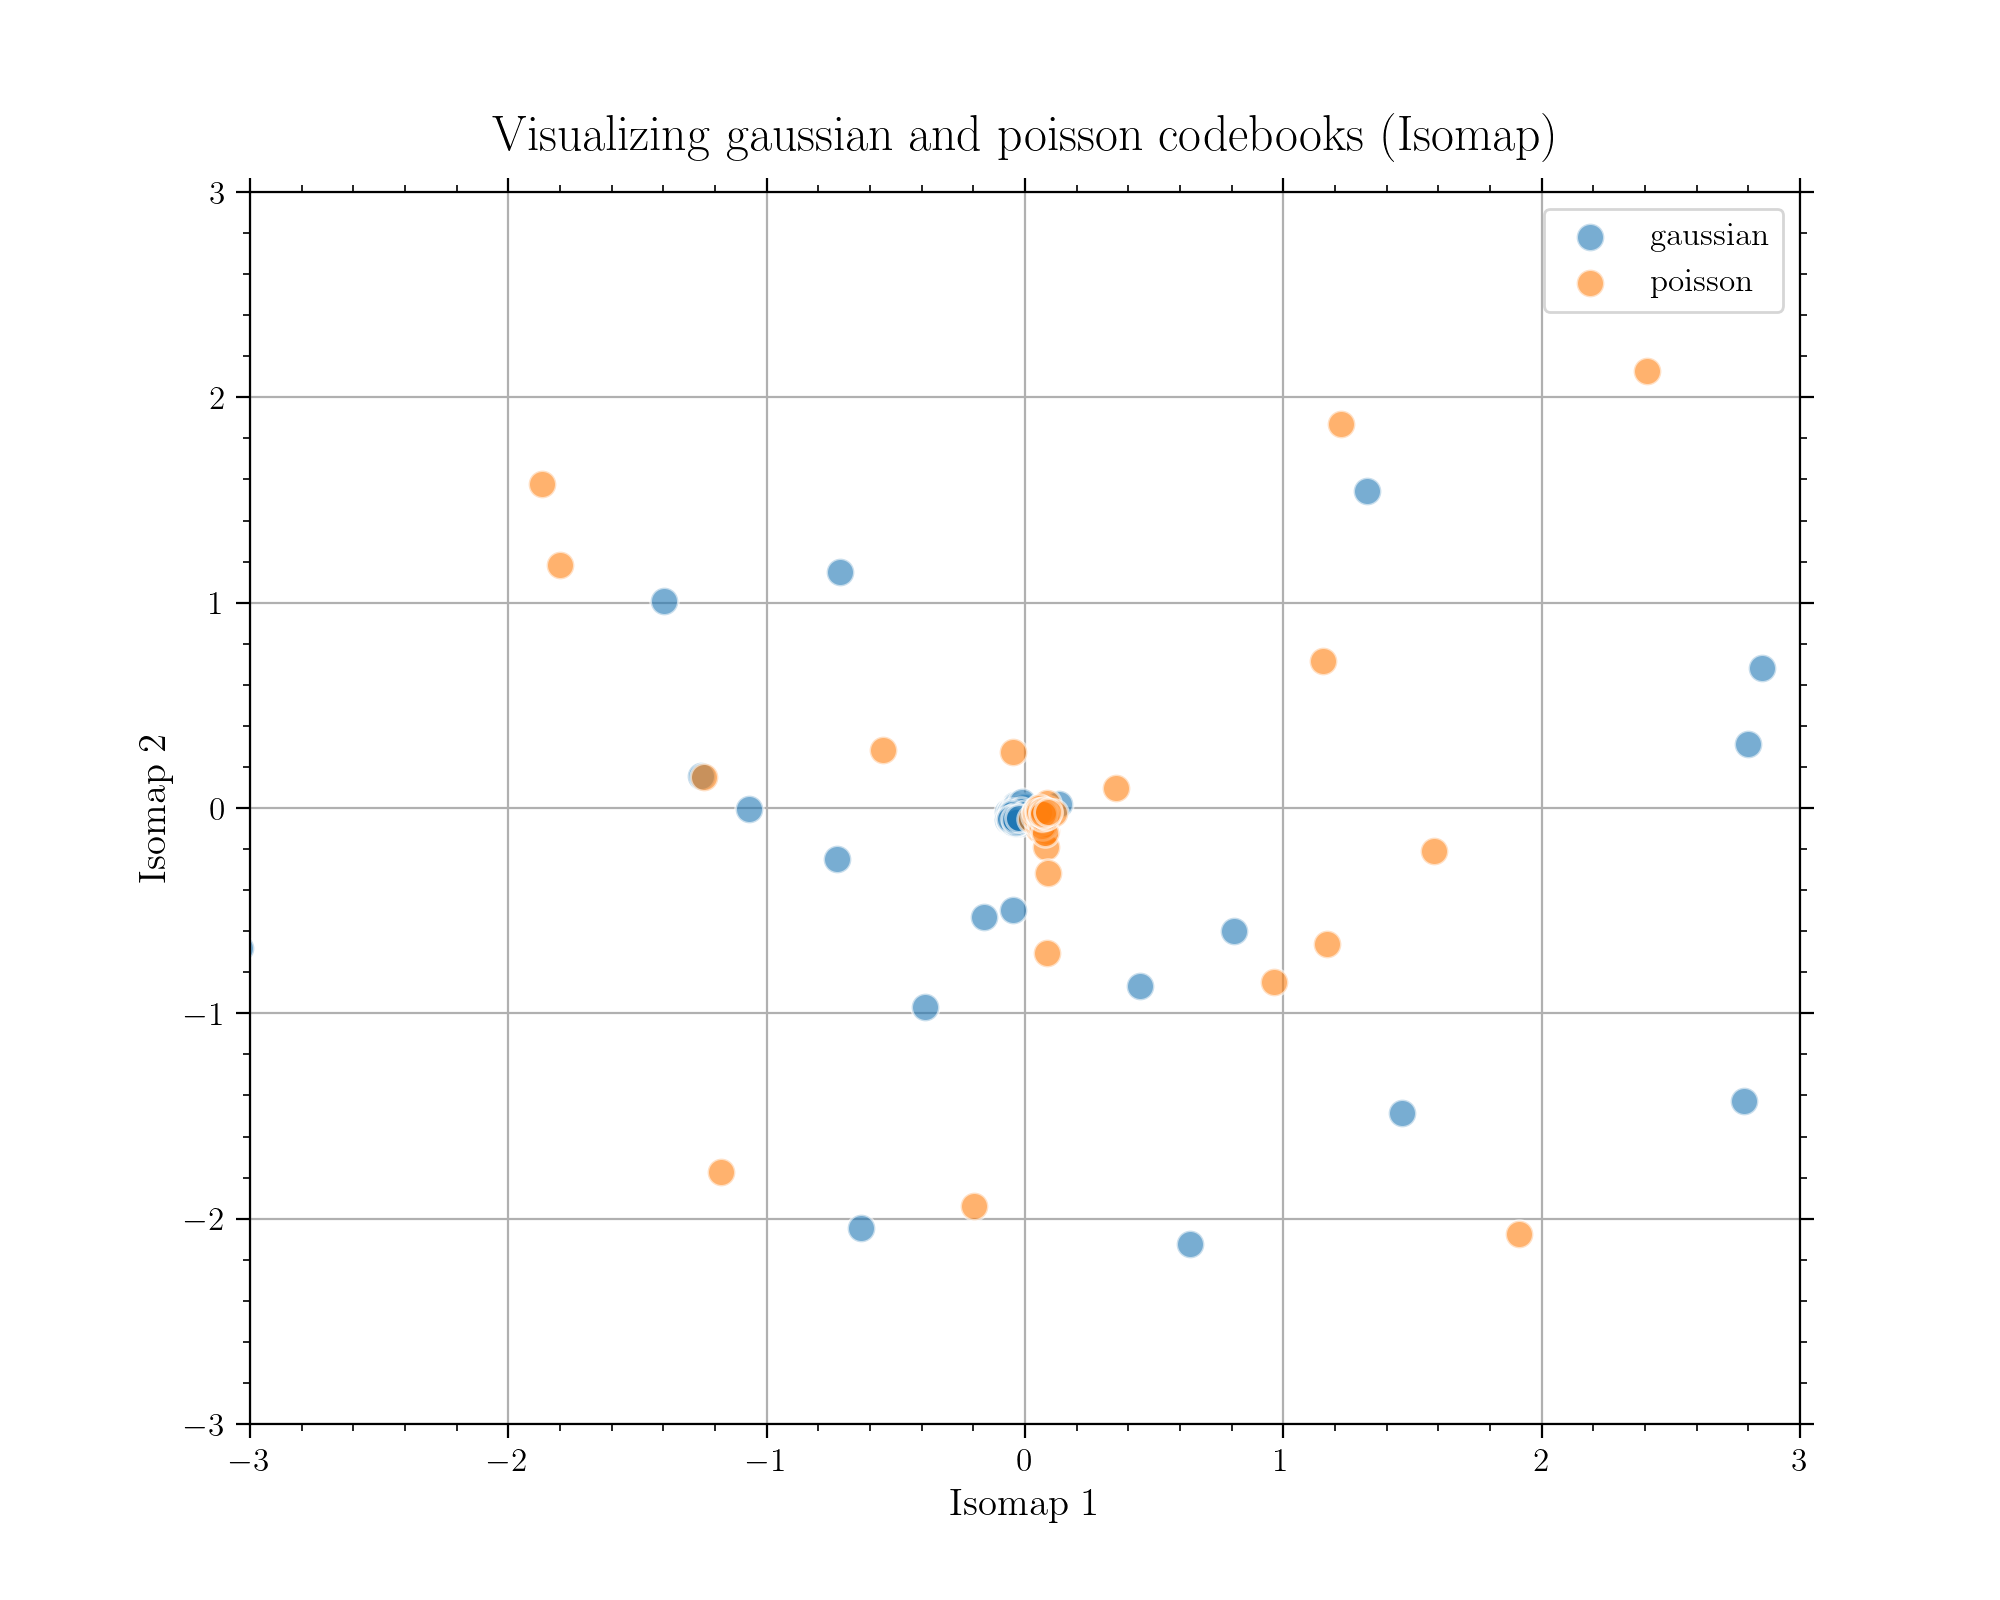 Visualizing gaussian and poisson codebooks (Isomap)
gaussian
poisson
3
2
1
0
−1
−2
−3
Isomap 2
−3 −2 −1 0 1 2 3
Isomap 1